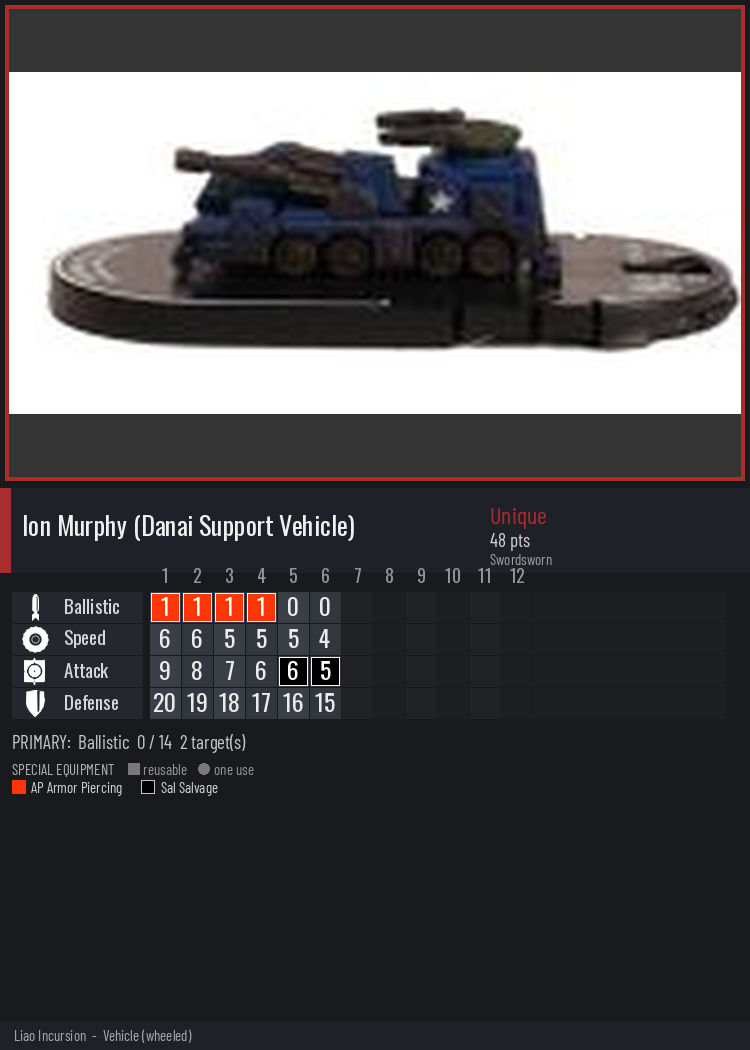 Ion Murphy (Danai Support Vehicle)
Unique
48 pts
Swordsworn
1 2 3 4 5 6 7 8 9 10 11 12
Ballistic 1 1 1 1 0 0
Speed 6 6 5 5 5 4
Attack 9 8 7 6 6 5
Defense 20 19 18 17 16 15
PRIMARY: Ballistic 0 / 14 2 target(s)
SPECIAL EQUIPMENT reusable one use
AP Armor Piercing Sal Salvage
Liao Incursion - Vehicle (wheeled)